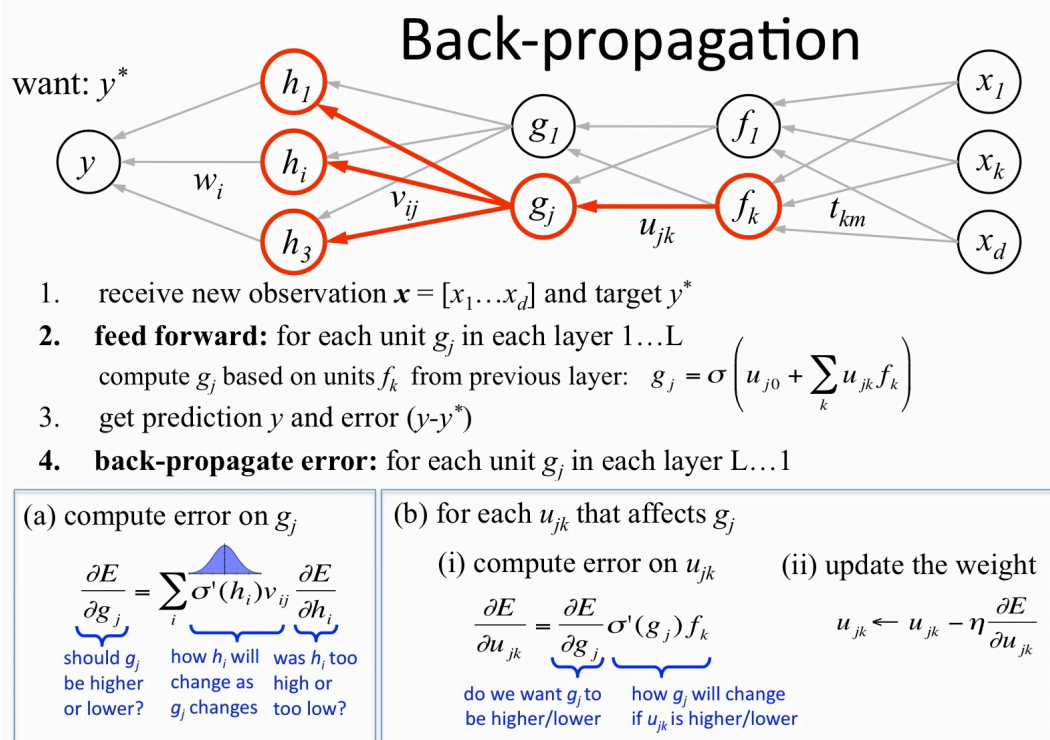 Back-propagation
want: y*
h₁
x₁
g₁
f₁
y
hᵢ
xₖ
wᵢ
vᵢⱼ
gⱼ
fₖ
uⱼₖ
tₖₘ
h₃
x_d
1. receive new observation x = [x₁…x_d] and target y*
2. feed forward: for each unit gⱼ in each layer 1…L
compute gⱼ based on units fₖ from previous layer: gⱼ = σ(uⱼ₀ + ∑ₖ uⱼₖ fₖ)
3. get prediction y and error (y-y*)
4. back-propagate error: for each unit gⱼ in each layer L…1
(a) compute error on gⱼ
∂E/∂gⱼ = ∑ᵢ σ'(hᵢ)vᵢⱼ ∂E/∂hᵢ
should gⱼ
be higher
or lower?
how hᵢ will
change as
gⱼ changes
was hᵢ too
high or
too low?
(b) for each uⱼₖ that affects gⱼ
(i) compute error on uⱼₖ
∂E/∂uⱼₖ = ∂E/∂gⱼ σ'(gⱼ)fₖ
do we want gⱼ to
be higher/lower
how gⱼ will change
if uⱼₖ is higher/lower
(ii) update the weight
uⱼₖ ← uⱼₖ − η ∂E/∂uⱼₖ